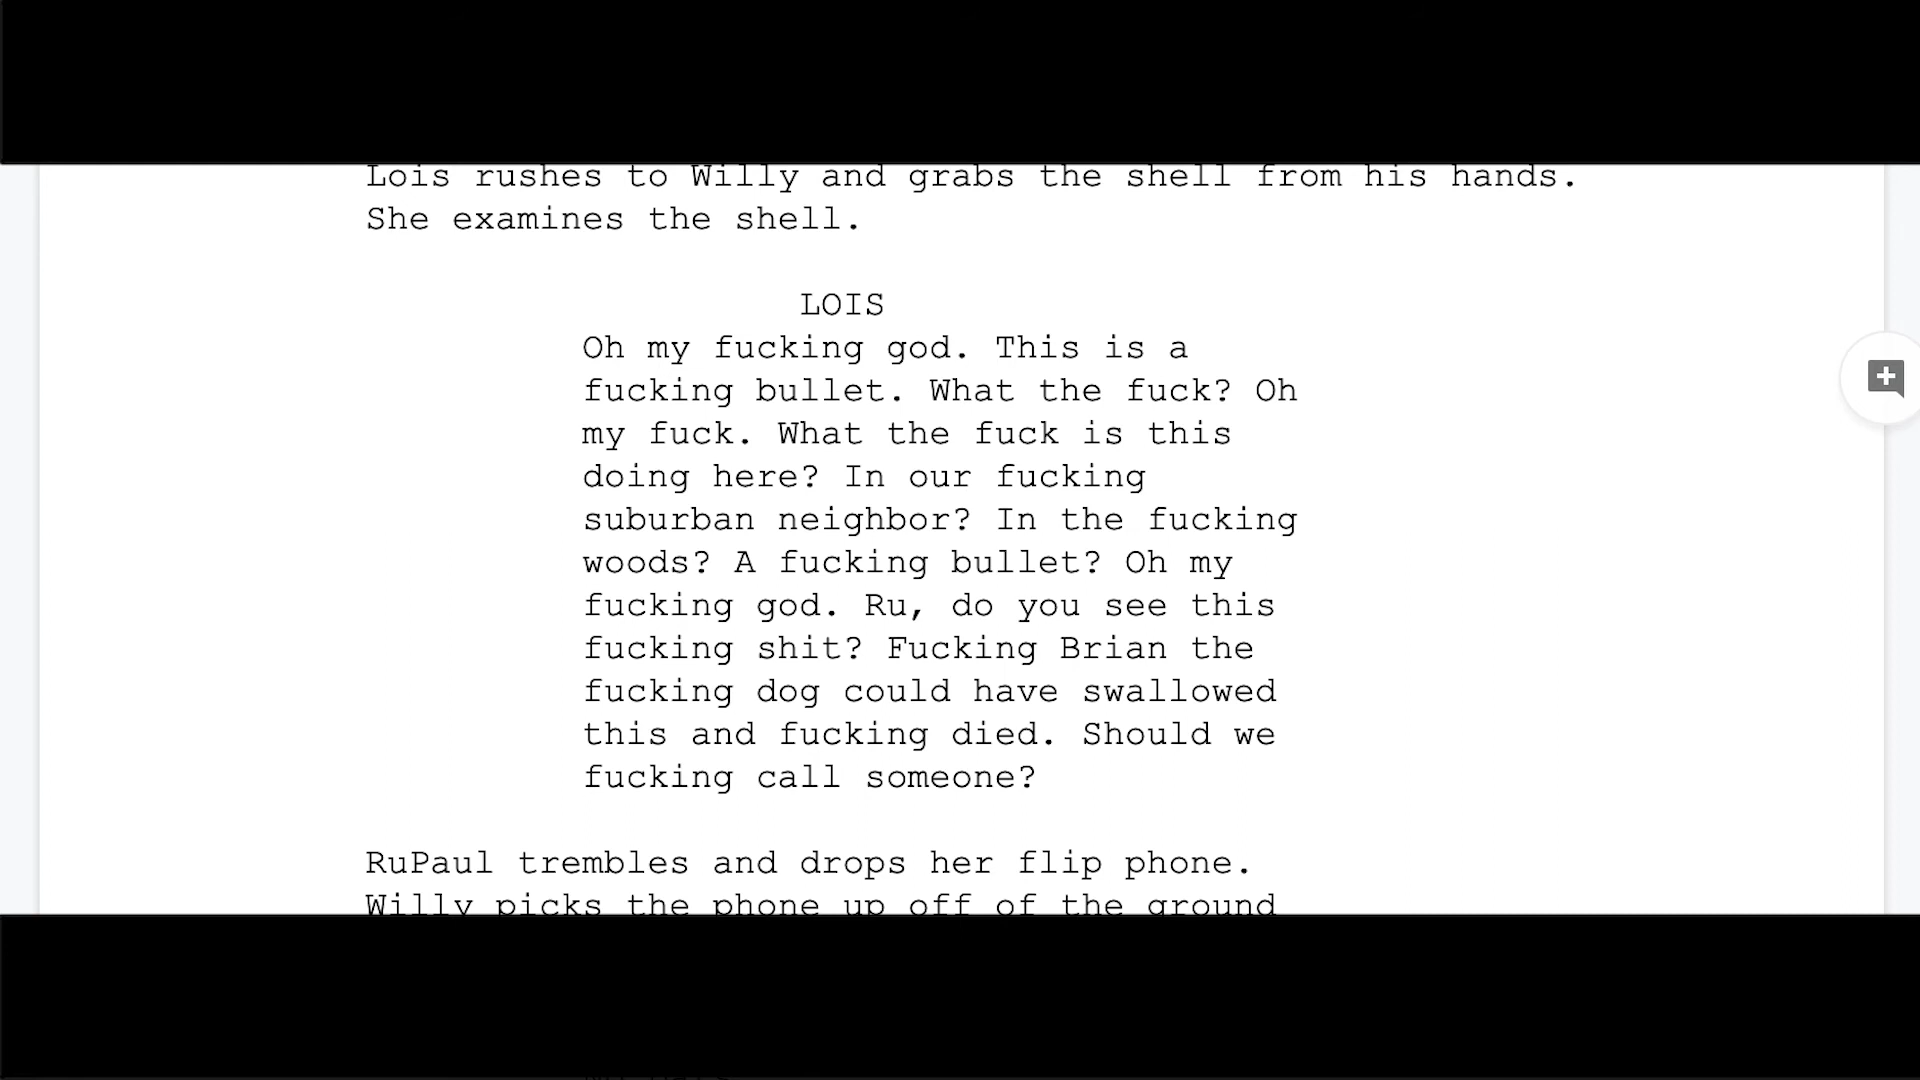 Lois rushes to Willy and grabs the shell from his hands.
She examines the shell.
LOIS
Oh my fucking god. This is a
fucking bullet. What the fuck? Oh
my fuck. What the fuck is this
doing here? In our fucking
suburban neighbor? In the fucking
woods? A fucking bullet? Oh my
fucking god. Ru, do you see this
fucking shit? Fucking Brian the
fucking dog could have swallowed
this and fucking died. Should we
fucking call someone?
RuPaul trembles and drops her flip phone.
Willy picks the phone up off of the ground